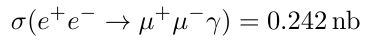 σ(e⁺e⁻ → μ⁺μ⁻γ) = 0.242 nb